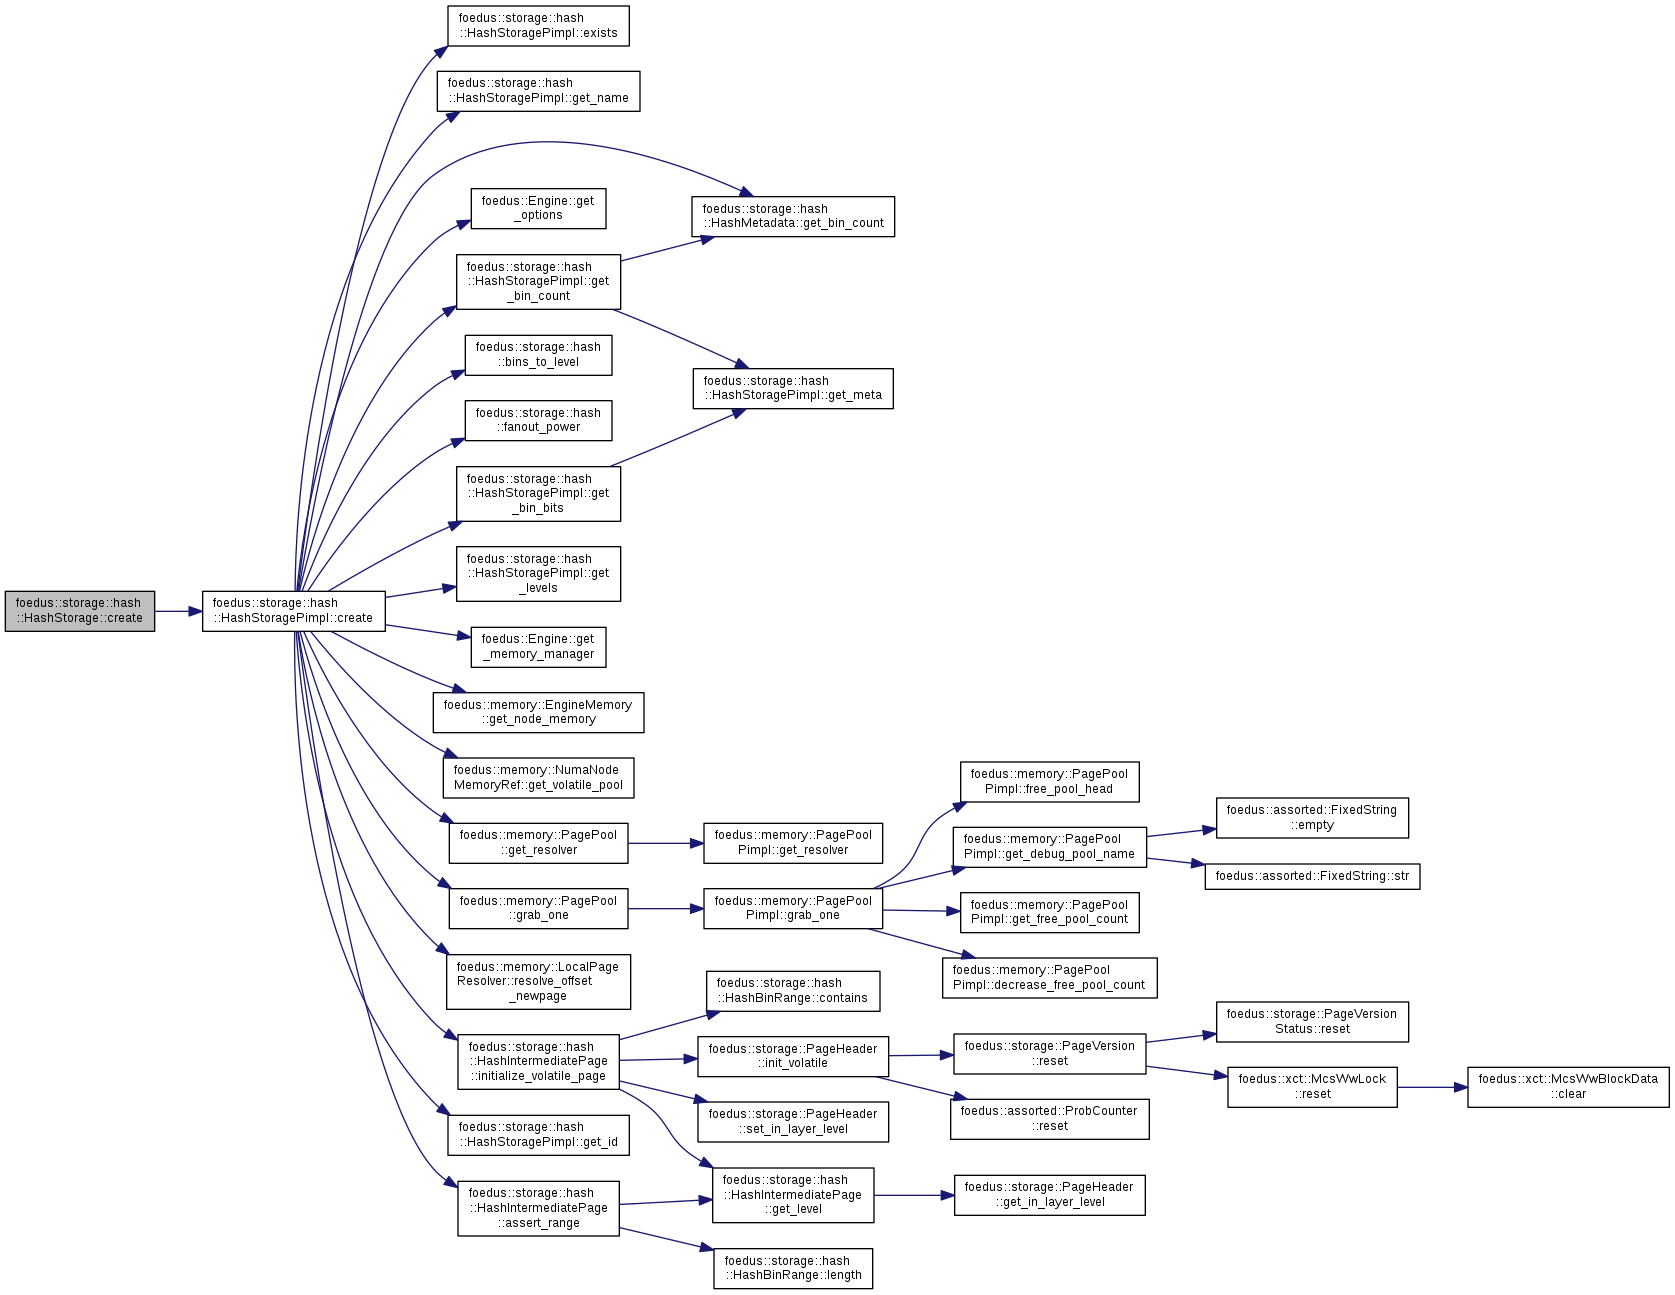 foedus::storage::hash
::HashStoragePimpl::exists
foedus::storage::hash
::HashStoragePimpl::get_name
foedus::Engine::get
_options
foedus::storage::hash
::HashMetadata::get_bin_count
foedus::storage::hash
::HashStoragePimpl::get
_bin_count
foedus::storage::hash
::bins_to_level
foedus::storage::hash
::HashStoragePimpl::get_meta
foedus::storage::hash
::fanout_power
foedus::storage::hash
::HashStoragePimpl::get
_bin_bits
foedus::storage::hash
::HashStoragePimpl::get
_levels
foedus::storage::hash
::HashStorage::create
foedus::storage::hash
::HashStoragePimpl::create
foedus::Engine::get
_memory_manager
foedus::memory::EngineMemory
::get_node_memory
foedus::memory::NumaNode
MemoryRef::get_volatile_pool
foedus::memory::PagePool
::get_resolver
foedus::memory::PagePool
Pimpl::get_resolver
foedus::memory::PagePool
Pimpl::free_pool_head
foedus::memory::PagePool
Pimpl::get_debug_pool_name
foedus::assorted::FixedString
::empty
foedus::assorted::FixedString::str
foedus::memory::PagePool
::grab_one
foedus::memory::PagePool
Pimpl::grab_one
foedus::memory::PagePool
Pimpl::get_free_pool_count
foedus::memory::PagePool
Pimpl::decrease_free_pool_count
foedus::memory::LocalPage
Resolver::resolve_offset
_newpage
foedus::storage::hash
::HashBinRange::contains
foedus::storage::hash
::HashIntermediatePage
::initialize_volatile_page
foedus::storage::PageHeader
::init_volatile
foedus::storage::PageVersion
::reset
foedus::storage::PageVersion
Status::reset
foedus::xct::McsWwLock
::reset
foedus::xct::McsWwBlockData
::clear
foedus::storage::PageHeader
::set_in_layer_level
foedus::assorted::ProbCounter
::reset
foedus::storage::hash
::HashStoragePimpl::get_id
foedus::storage::hash
::HashIntermediatePage
::get_level
foedus::storage::PageHeader
::get_in_layer_level
foedus::storage::hash
::HashIntermediatePage
::assert_range
foedus::storage::hash
::HashBinRange::length